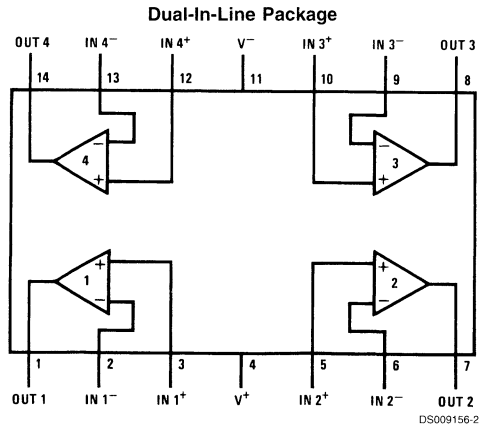 Dual-In-Line Package
OUT 4 IN 4− IN 4+ V− IN 3+ IN 3− OUT 3
14 13 12 11 10 9 8
− −
4 3
+ +
+ +
1 2
− −
1 2 3 4 5 6 7
OUT 1 IN 1− IN 1+ V+ IN 2+ IN 2− OUT 2
DS009156-2